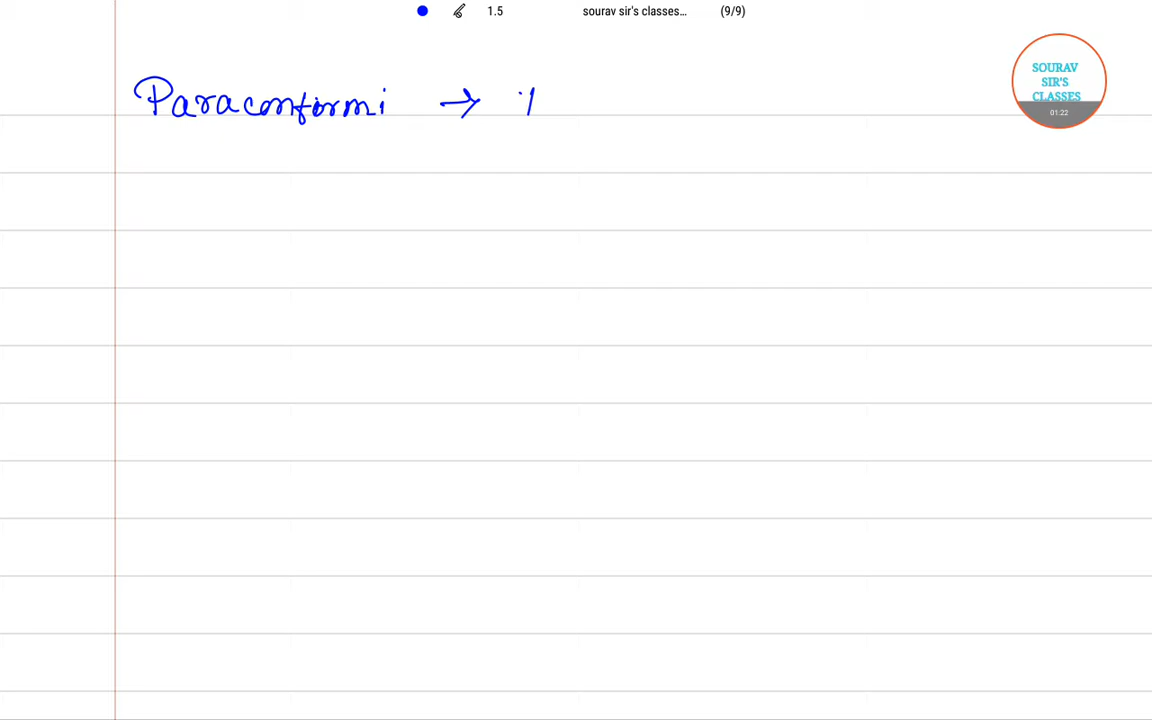 1.5 sourav sir's classes... (9/9)
SOURAV
SIR'S
CLASSES
01:22
Paraconformi →